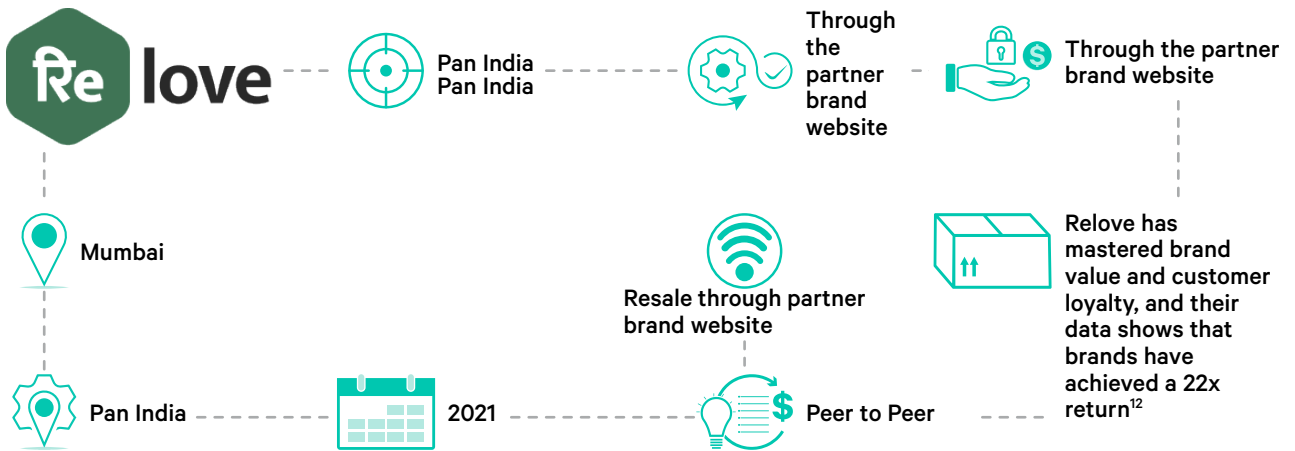 रिe love
Pan India
Pan India
Through
the
partner
brand
website
$
Through the partner
brand website
Mumbai
Resale through partner
brand website
Relove has
mastered brand
value and customer
loyalty, and their
data shows that
brands have
achieved a 22x
return¹²
Pan India
2021
$
Peer to Peer